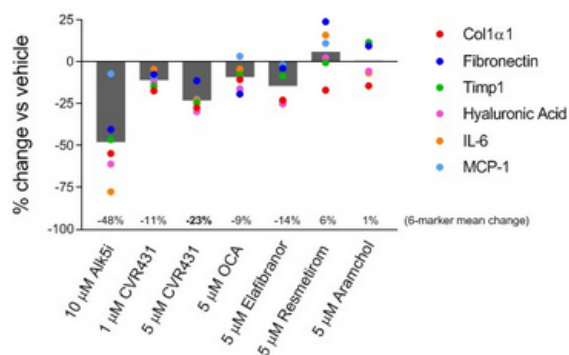 % change vs vehicle
25
0
-25
-50
-75
-100
-48% -11% -23% -9% -14% 6% 1% (6-marker mean change)
10 µM Alk5i
1 µM CVR431
5 µM CVR431
5 µM OCA
5 µM Elafibranor
5 µM Resmetirom
5 µM Aramchol
Col1α1
Fibronectin
Timp1
Hyaluronic Acid
IL-6
MCP-1